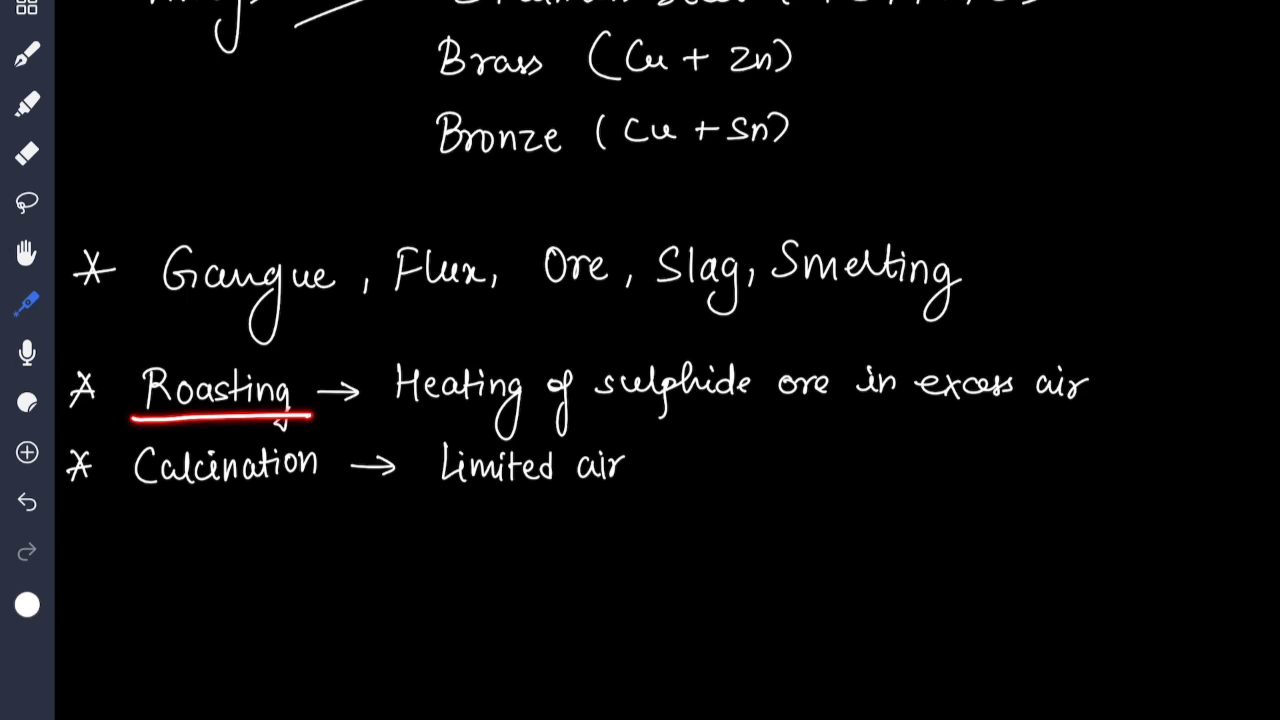 Brass (Cu + Zn)
Bronze (Cu + Sn)
* Gangue, Flux, Ore, Slag, Smelting
* Roasting → Heating of sulphide ore in excess air
* Calcination → Limited air